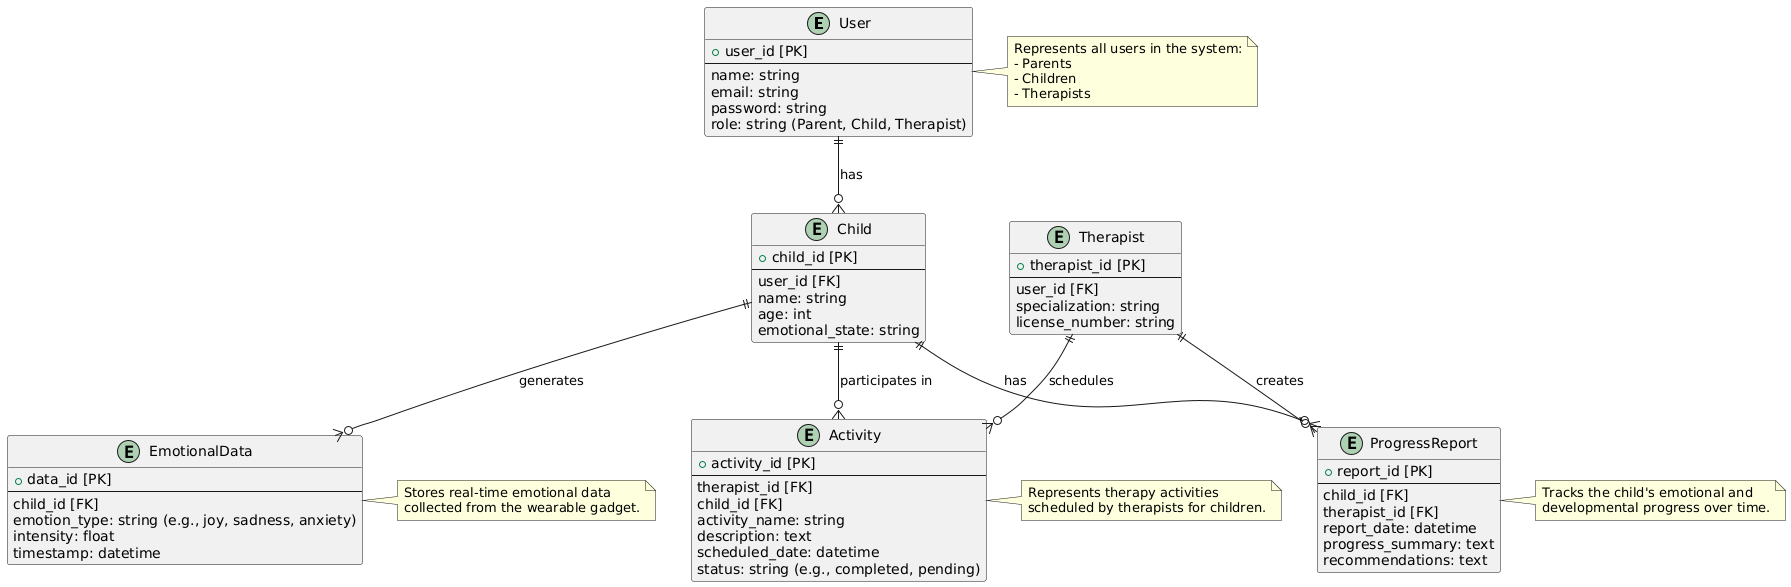 E User
user_id [PK]
name: string
email: string
password: string
role: string (Parent, Child, Therapist)
Represents all users in the system:
- Parents
- Children
- Therapists
has
E Child
child_id [PK]
user_id [FK]
name: string
age: int
emotional_state: string
E Therapist
therapist_id [PK]
user_id [FK]
specialization: string
license_number: string
generates
participates in
has
schedules
creates
E EmotionalData
data_id [PK]
child_id [FK]
emotion_type: string (e.g., joy, sadness, anxiety)
intensity: float
timestamp: datetime
Stores real-time emotional data
collected from the wearable gadget.
E Activity
activity_id [PK]
therapist_id [FK]
child_id [FK]
activity_name: string
description: text
scheduled_date: datetime
status: string (e.g., completed, pending)
Represents therapy activities
scheduled by therapists for children.
E ProgressReport
report_id [PK]
child_id [FK]
therapist_id [FK]
report_date: datetime
progress_summary: text
recommendations: text
Tracks the child's emotional and
developmental progress over time.